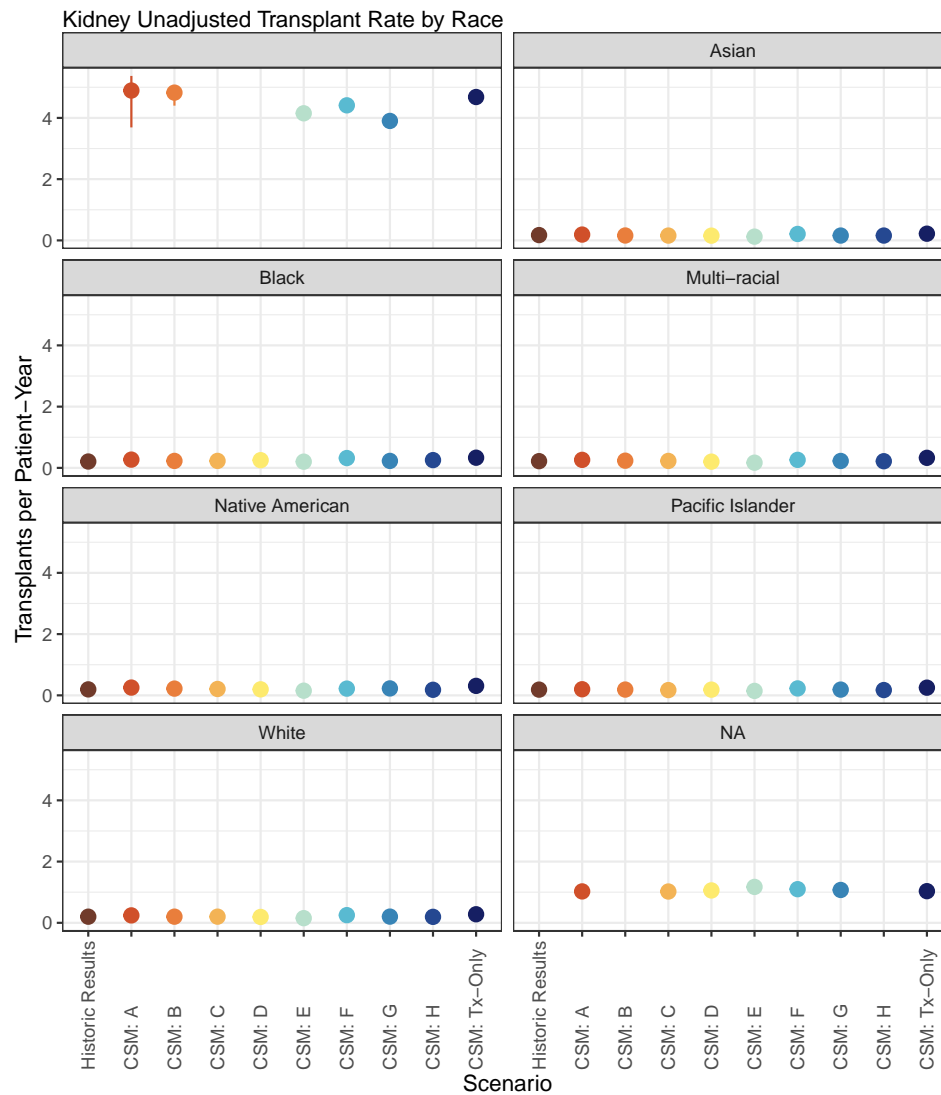 Kidney Unadjusted Transplant Rate by Race
Asian
4
2
0
Black
Multi−racial
4
2
0
Native American
Pacific Islander
4
2
0
White
NA
4
2
0
Transplants per Patient−Year
Historic Results
CSM: A
CSM: B
CSM: C
CSM: D
CSM: E
CSM: F
CSM: G
CSM: H
CSM: Tx−Only
Historic Results
CSM: A
CSM: B
CSM: C
CSM: D
CSM: E
CSM: F
CSM: G
CSM: H
CSM: Tx−Only
Scenario